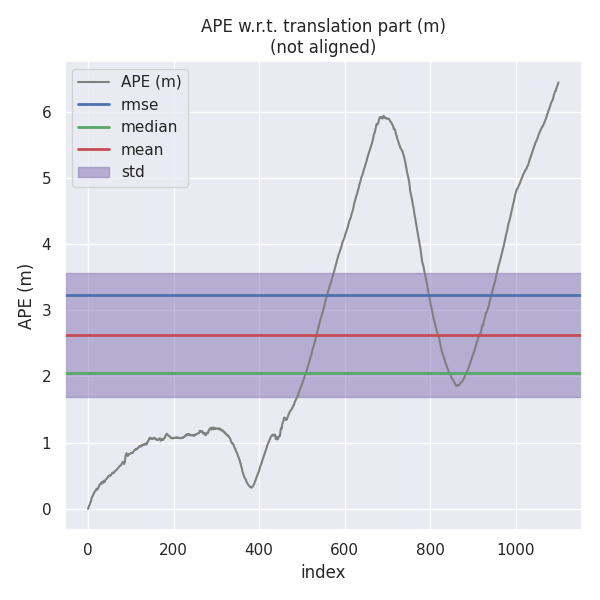 APE w.r.t. translation part (m)
(not aligned)
APE (m)
rmse
median
mean
std
APE (m)
6
5
4
3
2
1
0
0 200 400 600 800 1000
index